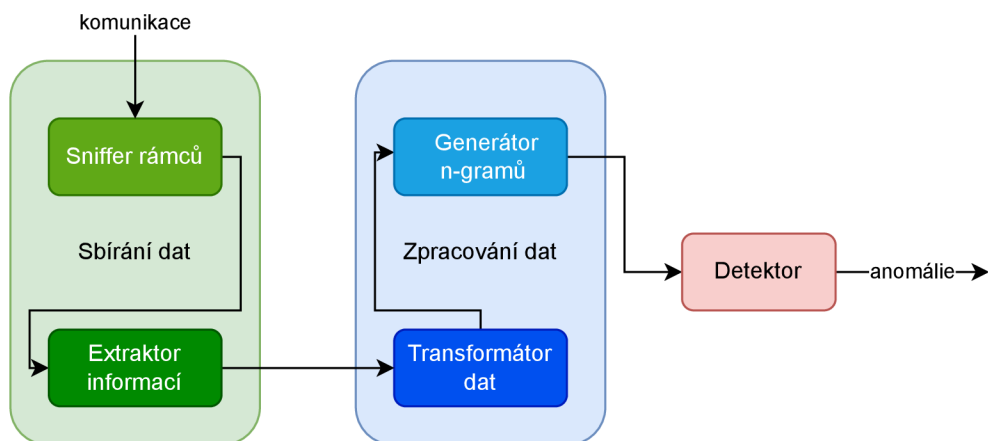 komunikace
Sniffer rámců
Sbírání dat
Extraktor
informací
Generátor
n-gramů
Zpracování dat
Transformátor
dat
Detektor
anomálie